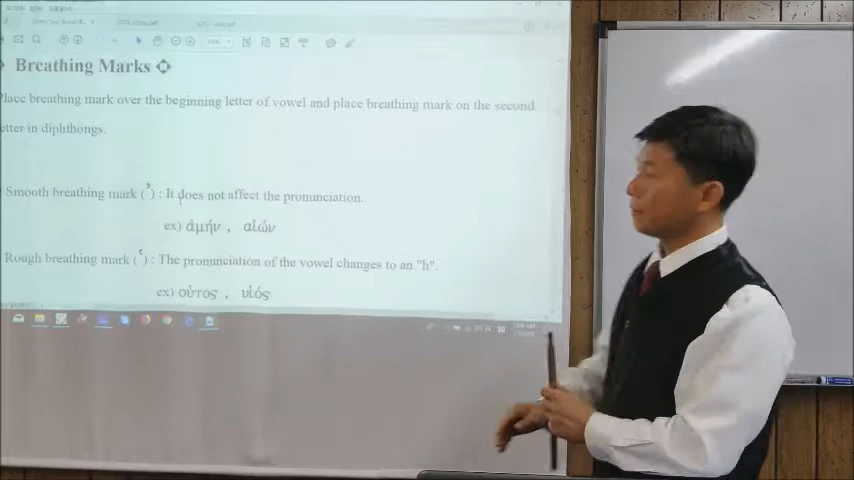 Breathing Marks
Place breathing mark over the beginning letter of vowel and place breathing mark on the second
etter in diphthongs.
Smooth breathing mark ( ̓ ) : It does not affect the pronunciation.
ex) ἀμήν , αἰών
Rough breathing mark ( ̔ ) : The pronunciation of the vowel changes to an "h".
ex) οὗτος , υἱός